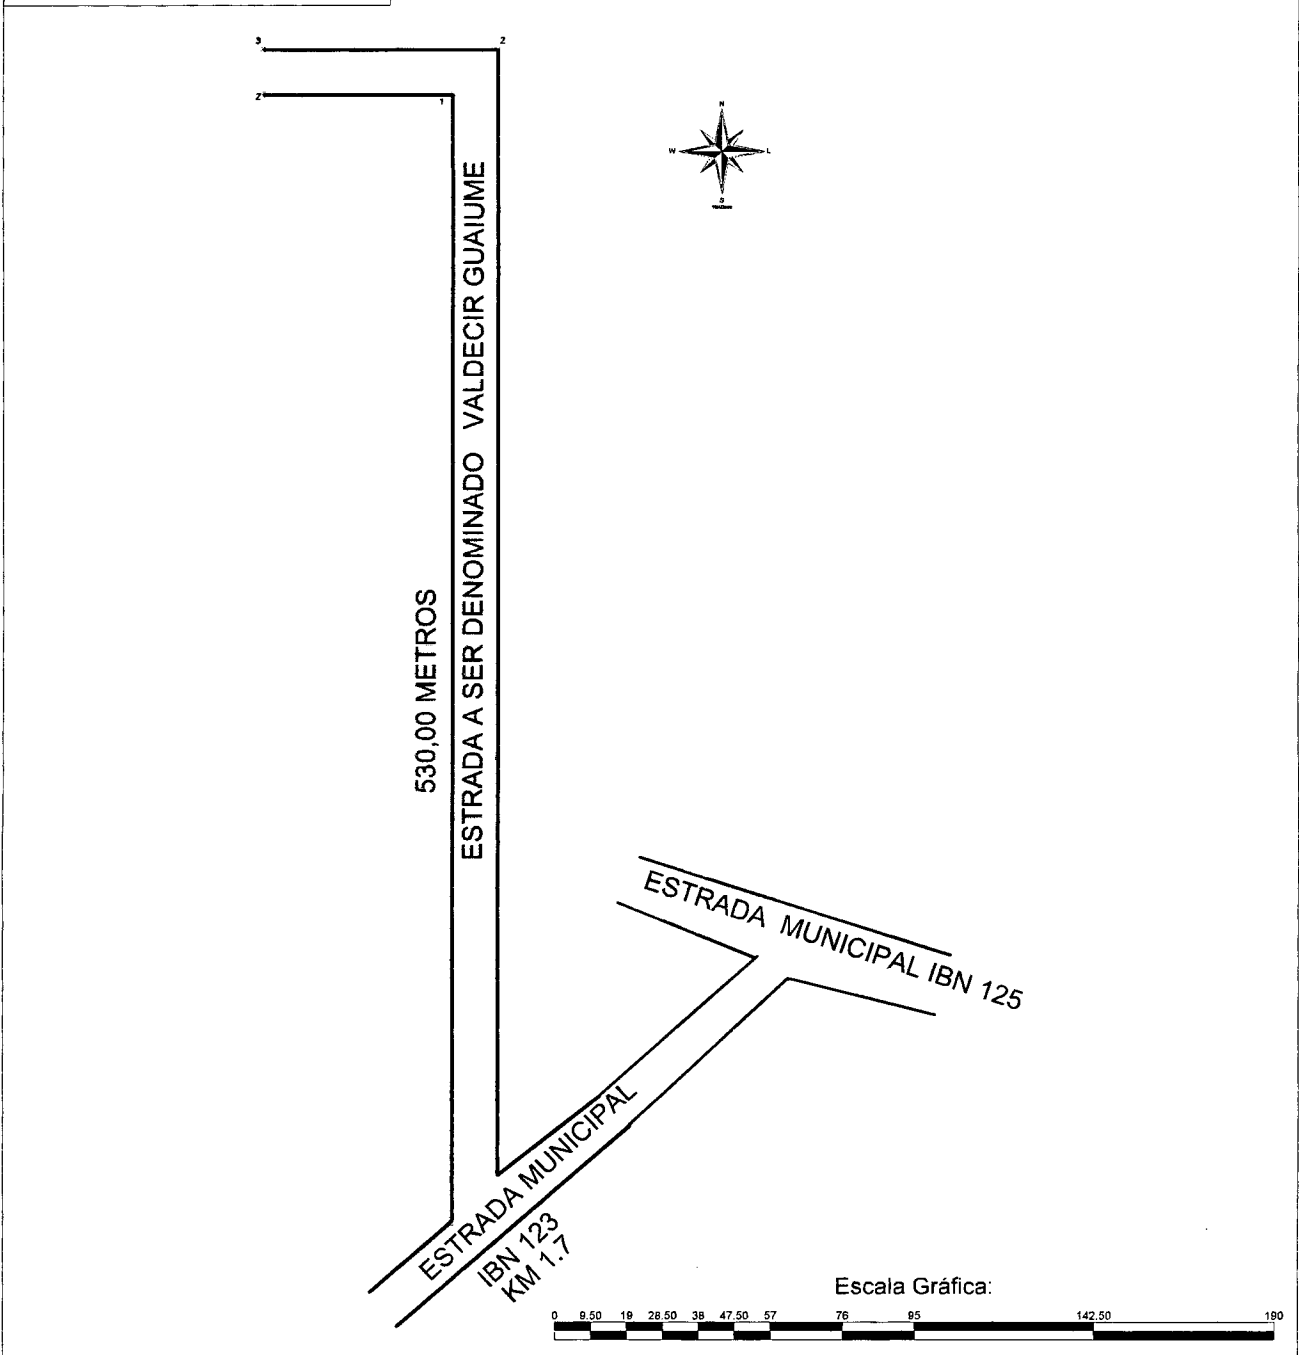 3
2
2
1
N
W
L
S
ESTRADA A SER DENOMINADO VALDECIR GUAIUME
530,00 METROS
ESTRADA MUNICIPAL IBN 125
ESTRADA MUNICIPAL
IBN 123
KM 1.7
Escala Gráfica:
0 9.50 19 28.50 38 47.50 57 76 95 142.50 190